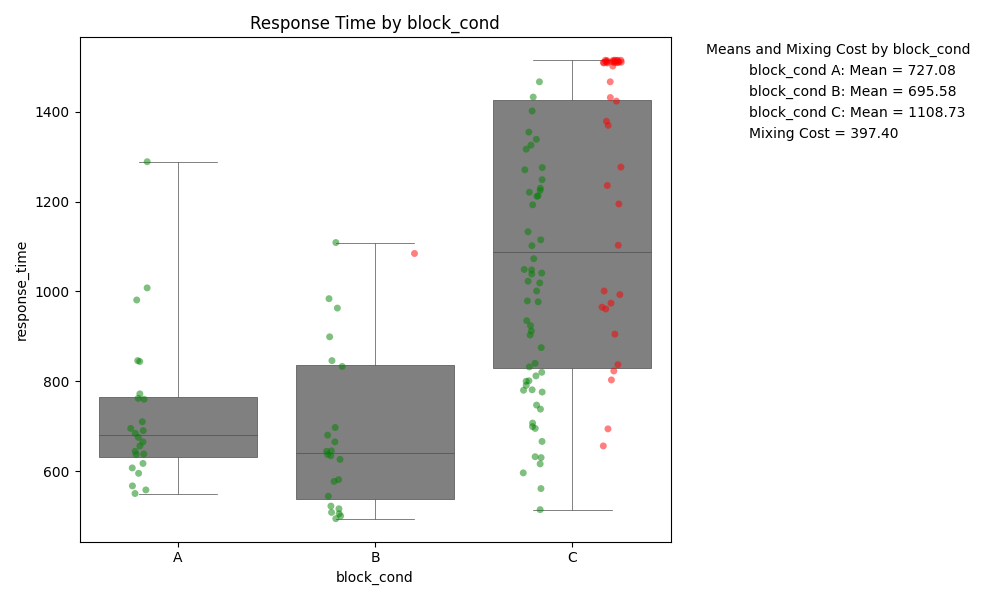 Response Time by block_cond
Means and Mixing Cost by block_cond
block_cond A: Mean = 727.08
block_cond B: Mean = 695.58
block_cond C: Mean = 1108.73
Mixing Cost = 397.40
response_time
1400
1200
1000
800
600
A
B
C
block_cond